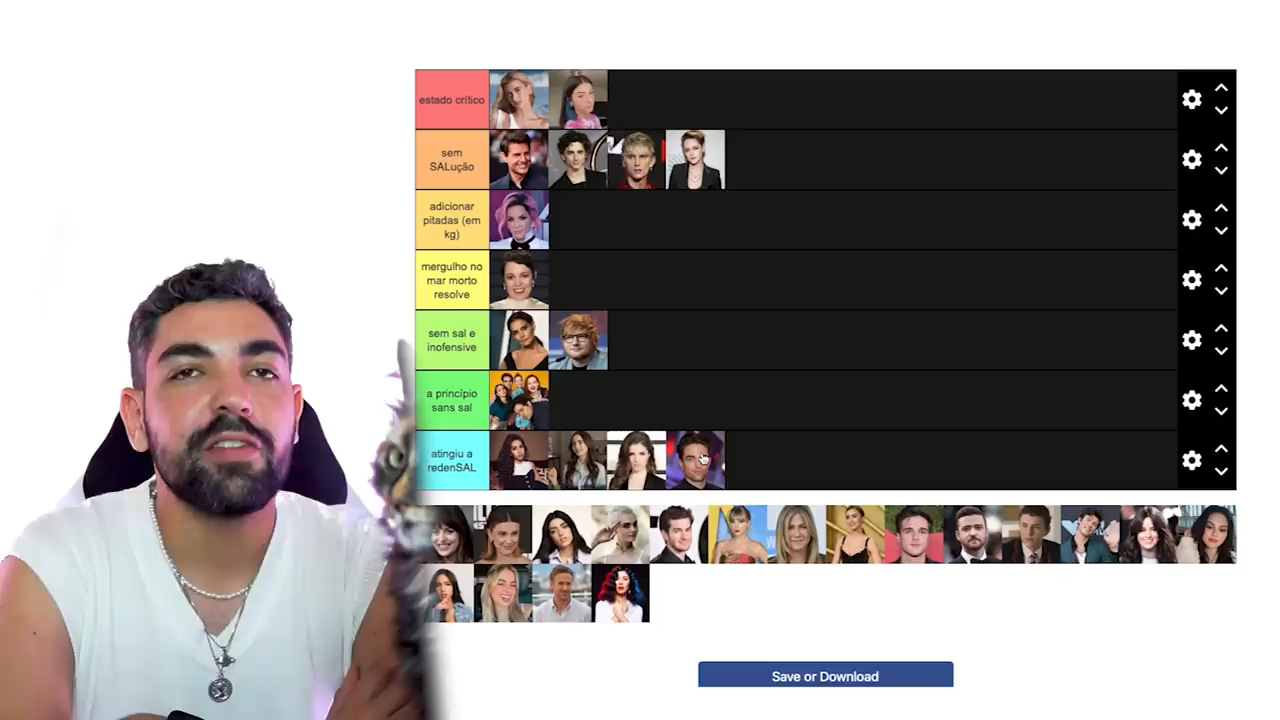 estado crítico
sem
SALução
adicionar
pitadas (em
kg)
mergulho no
mar morto
resolve
sem sal e
inofensive
a princípio
sans sal
atingiu a
redenSAL
Save or Download